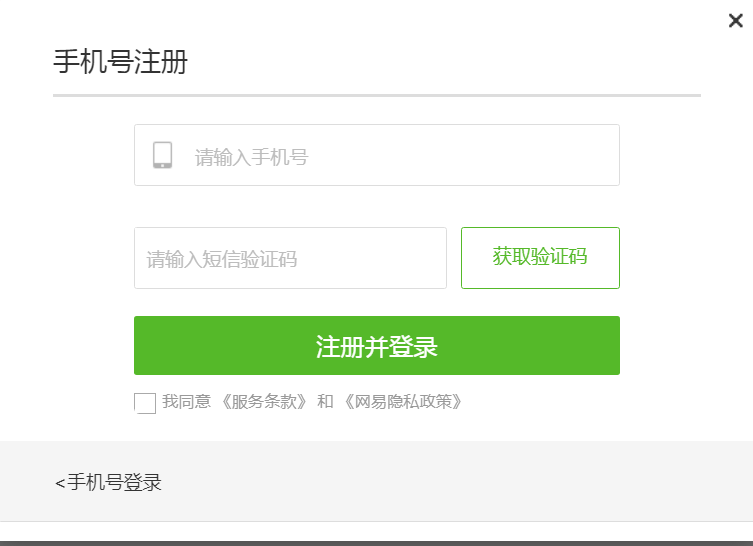 手机号注册
请输入手机号
请输入短信验证码 获取验证码
注册并登录
我同意 《服务条款》 和 《网易隐私政策》
<手机号登录